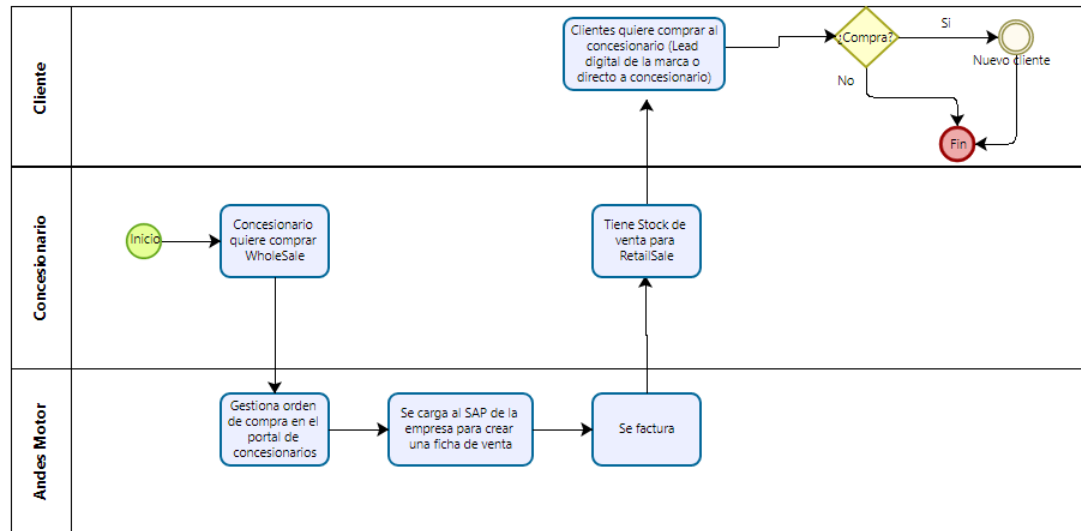 Cliente
Clientes quiere comprar al
concesionario (Lead
digital de la marca o
directo a concesionario)
¿Compra?
Si
No
Nuevo cliente
Fin
Concesionario
Inicio
Concesionario
quiere comprar
WholeSale
Tiene Stock de
venta para
RetailSale
Andes Motor
Gestiona orden
de compra en el
portal de
concesionarios
Se carga al SAP de la
empresa para crear
una ficha de venta
Se factura